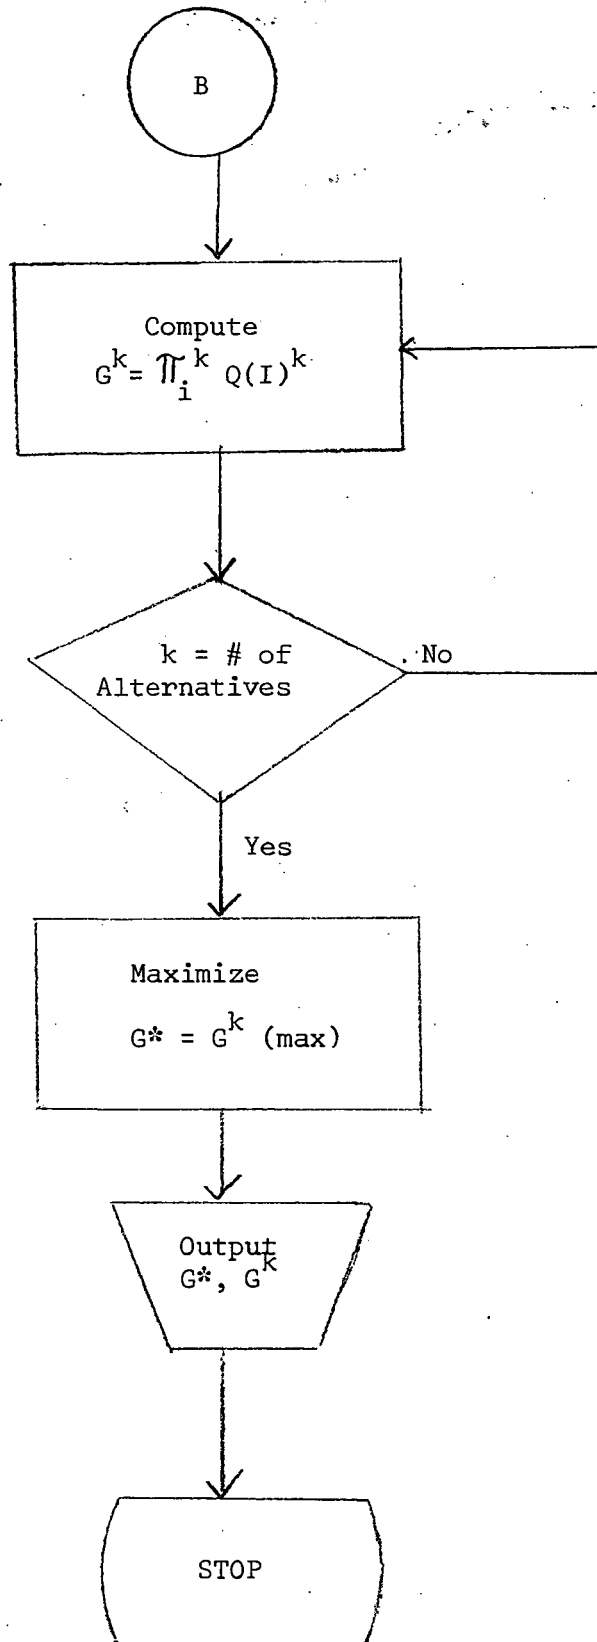 B
Compute
G^k = π_i^k Q(I)^k
k = # of
Alternatives
No
Yes
Maximize
G* = G^k (max)
Output
G*, G^k
STOP